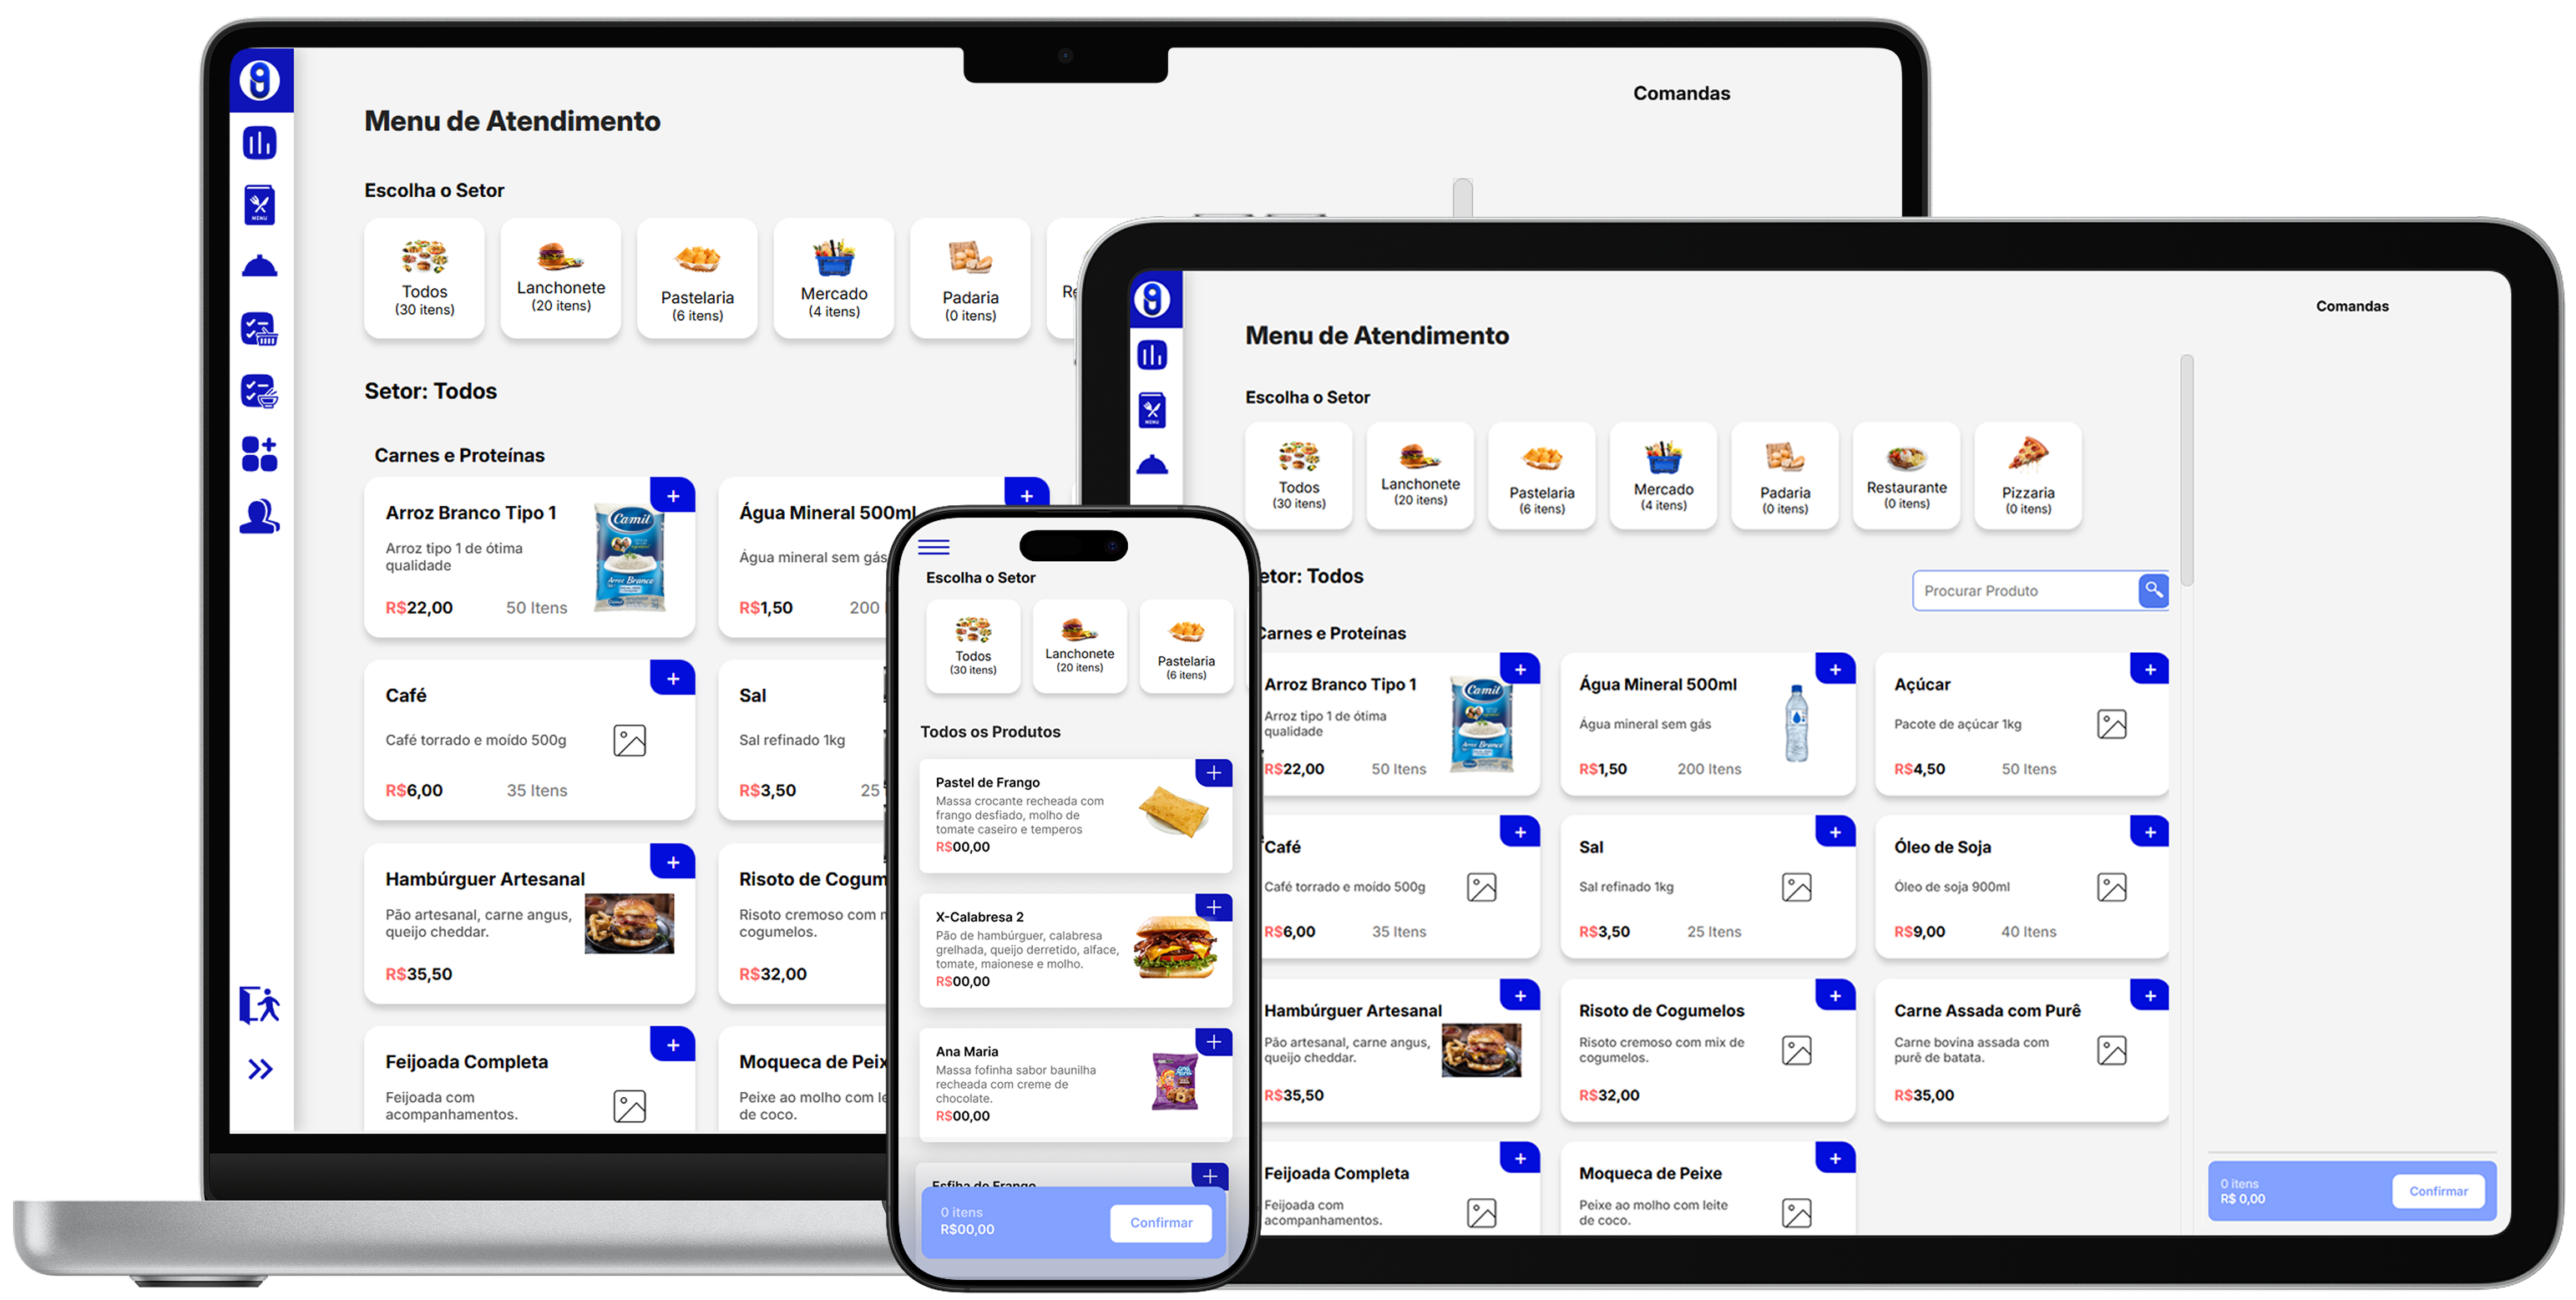 Comandas
Menu de Atendimento
Escolha o Setor
Todos
(30 itens)
Lanchonete
(20 itens)
Pastelaria
(6 itens)
Mercado
(4 itens)
Padaria
(0 itens)
Setor: Todos
Carnes e Proteínas
Arroz Branco Tipo 1
Arroz tipo 1 de ótima
qualidade
R$22,00 50 Itens
Camil
Água Mineral 500ml
Água mineral sem gás
R$1,50 200
Café
Café torrado e moído 500g
R$6,00 35 Itens
Sal
Sal refinado 1kg
R$3,50 25
Hambúrguer Artesanal
Pão artesanal, carne angus,
queijo cheddar.
R$35,50
Risoto de Cogum
Risoto cremoso com
cogumelos.
R$32,00
Feijoada Completa
Feijoada com
acompanhamentos.
Moqueca de Peix
Peixe ao molho com le
de coco.
MENU
Escolha o Setor
Todos
(30 itens)
Lanchonete
(20 itens)
Pastelaria
(6 itens)
Todos os Produtos
Pastel de Frango
Massa crocante recheada com
frango desfiado, molho de
tomate caseiro e temperos
R$00,00
X-Calabresa 2
Pão de hambúrguer, calabresa
grelhada, queijo derretido, alface,
tomate, maionese e molho.
R$00,00
Ana Maria
Massa fofinha sabor baunilha
recheada com creme de
chocolate.
R$00,00
Esfiha de Frango
0 itens
R$00,00
Confirmar
Comandas
Menu de Atendimento
Escolha o Setor
Todos
(30 itens)
Lanchonete
(20 itens)
Pastelaria
(6 itens)
Mercado
(4 itens)
Padaria
(0 itens)
Restaurante
(0 itens)
Pizzaria
(0 itens)
etor: Todos
Procurar Produto
Carnes e Proteínas
Arroz Branco Tipo 1
Arroz tipo 1 de ótima
qualidade
R$22,00 50 Itens
Camil
Água Mineral 500ml
Água mineral sem gás
R$1,50 200 Itens
Açúcar
Pacote de açúcar 1kg
R$4,50 50 Itens
Café
Café torrado e moído 500g
R$6,00 35 Itens
Sal
Sal refinado 1kg
R$3,50 25 Itens
Óleo de Soja
Óleo de soja 900ml
R$9,00 40 Itens
Hambúrguer Artesanal
Pão artesanal, carne angus,
queijo cheddar.
R$35,50
Risoto de Cogumelos
Risoto cremoso com mix de
cogumelos.
R$32,00
Carne Assada com Purê
Carne bovina assada com
purê de batata.
R$35,00
Feijoada Completa
Feijoada com
acompanhamentos.
Moqueca de Peixe
Peixe ao molho com leite
de coco.
MENU
0 itens
R$ 0,00
Confirmar